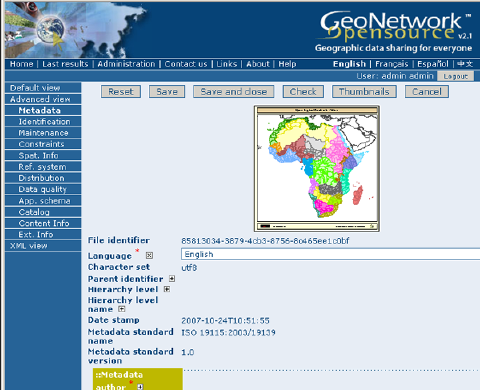 GeoNetwork™
Opensource v2.1
Geographic data sharing for everyone
Home | Last results | Administration | Contact us | Links | About | Help
English | Français | Español | 中文
User: admin admin Logout
Default view
Advanced view
Metadata
Identification
Maintenance
Constraints
Spat. Info
Ref. system
Distribution
Data quality
App. schema
Catalog
Content Info
Ext. Info
XML view
Reset Save Save and close Check Thumbnails Cancel
File identifier 85813034-3879-4cb3-8756-8c465ee1c0bf
Language * English
Character set utf8
Parent identifier
Hierarchy level
Hierarchy level
name
Date stamp 2007-10-24T10:51:55
Metadata standard ISO 19115:2003/19139
name
Metadata standard 1.0
version
::Metadata
author *